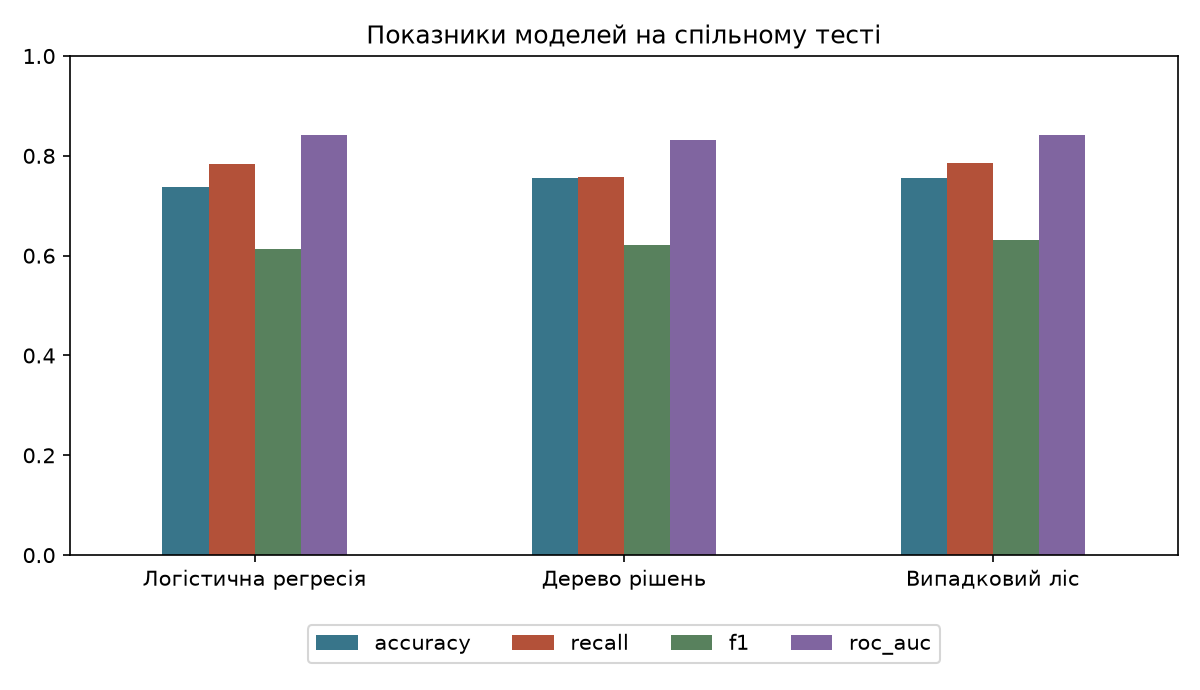 Показники моделей на спільному тесті
1.0
0.8
0.6
0.4
0.2
0.0
Логістична регресія Дерево рішень Випадковий ліс
accuracy recall f1 roc_auc